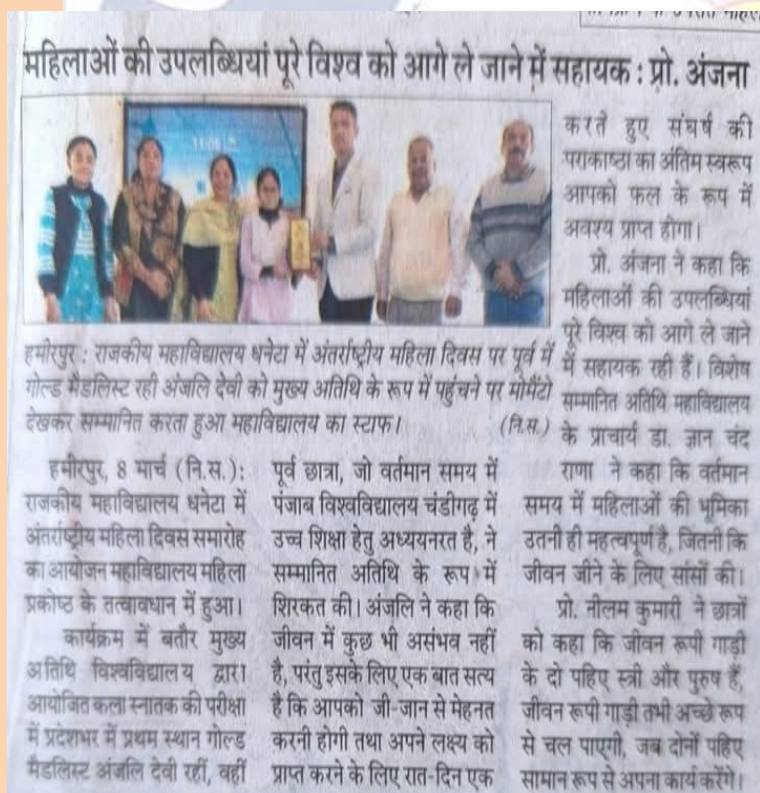 महिलाओं की उपलब्धियां पूरे विश्व को आगे ले जाने में सहायक : प्रो. अंजना
हमीरपुर : राजकीय महाविद्यालय धनेटा में अंतर्राष्ट्रीय महिला दिवस पर पूर्व में
गोल्ड मैडलिस्ट रही अंजलि देवी को मुख्य अतिथि के रूप में पहुंचने पर मोमैंटो
देखकर सम्मानित करता हुआ महाविद्यालय का स्टाफ। (नि.स.)
हमीरपुर, 8 मार्च (नि.स.):
राजकीय महाविद्यालय धनेटा में
अंतर्राष्ट्रीय महिला दिवस समारोह
का आयोजन महाविद्यालय महिला
प्रकोष्ठ के तत्वावधान में हुआ।
कार्यक्रम में बतौर मुख्य
अतिथि विश्वविद्यालय द्वारा
आयोजित कला स्नातक की परीक्षा
में प्रदेशभर में प्रथम स्थान गोल्ड
मैडलिस्ट अंजलि देवी रहीं, वहीं
पूर्व छात्रा, जो वर्तमान समय में
पंजाब विश्वविद्यालय चंडीगढ़ में
उच्च शिक्षा हेतु अध्ययनरत है, ने
सम्मानित अतिथि के रूप में
शिरकत की। अंजलि ने कहा कि
जीवन में कुछ भी असंभव नहीं
है, परंतु इसके लिए एक बात सत्य
है कि आपको जी-जान से मेहनत
करनी होगी तथा अपने लक्ष्य को
प्राप्त करने के लिए रात-दिन एक
करते हुए संघर्ष की
पराकाष्ठा का अंतिम स्वरूप
आपको फल के रूप में
अवश्य प्राप्त होगा।
प्रो. अंजना ने कहा कि
महिलाओं की उपलब्धियां
पूरे विश्व को आगे ले जाने
में सहायक रही हैं। विशेष
सम्मानित अतिथि महाविद्यालय
के प्राचार्य डा. ज्ञान चंद
राणा ने कहा कि वर्तमान
समय में महिलाओं की भूमिका
उतनी ही महत्वपूर्ण है, जितनी कि
जीवन जीने के लिए सांसों की।
प्रो. नीलम कुमारी ने छात्रों
को कहा कि जीवन रूपी गाड़ी
के दो पहिए स्त्री और पुरुष हैं,
जीवन रूपी गाड़ी तभी अच्छे रूप
से चल पाएगी, जब दोनों पहिए
सामान रूप से अपना कार्य करेंगे।